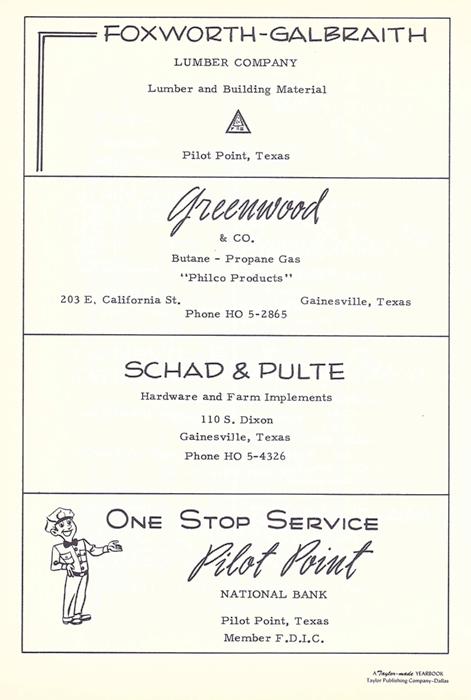 FOXWORTH-GALBRAITH
LUMBER COMPANY
Lumber and Building Material
Pilot Point, Texas
Greenwood
& CO.
Butane - Propane Gas
"Philco Products"
203 E. California St. Gainesville, Texas
Phone HO 5-2865
SCHAD & PULTE
Hardware and Farm Implements
110 S. Dixon
Gainesville, Texas
Phone HO 5-4326
ONE STOP SERVICE
Pilot Point
NATIONAL BANK
Pilot Point, Texas
Member F.D.I.C.
A Taylor-made YEARBOOK
Taylor Publishing Company-Dallas